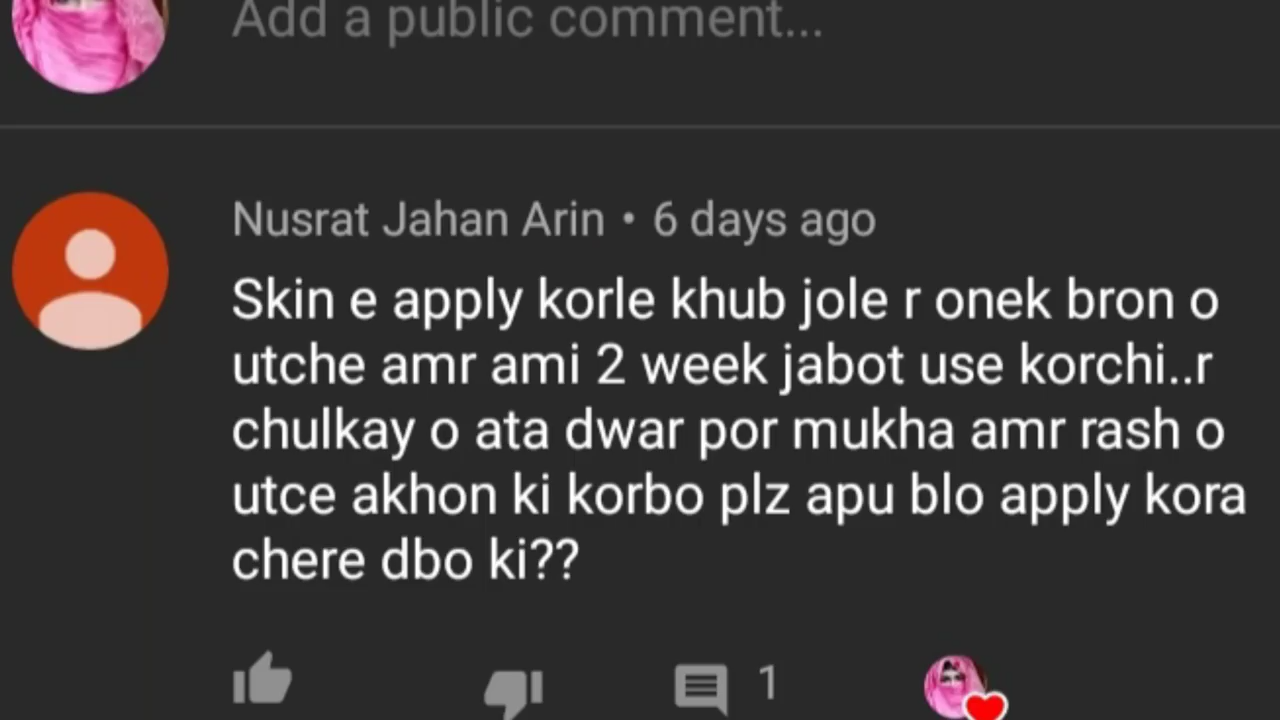 Add a public comment...
Nusrat Jahan Arin • 6 days ago
Skin e apply korle khub jole r onek bron o
utche amr ami 2 week jabot use korchi..r
chulkay o ata dwar por mukha amr rash o
utce akhon ki korbo plz apu blo apply kora
chere dbo ki??
1